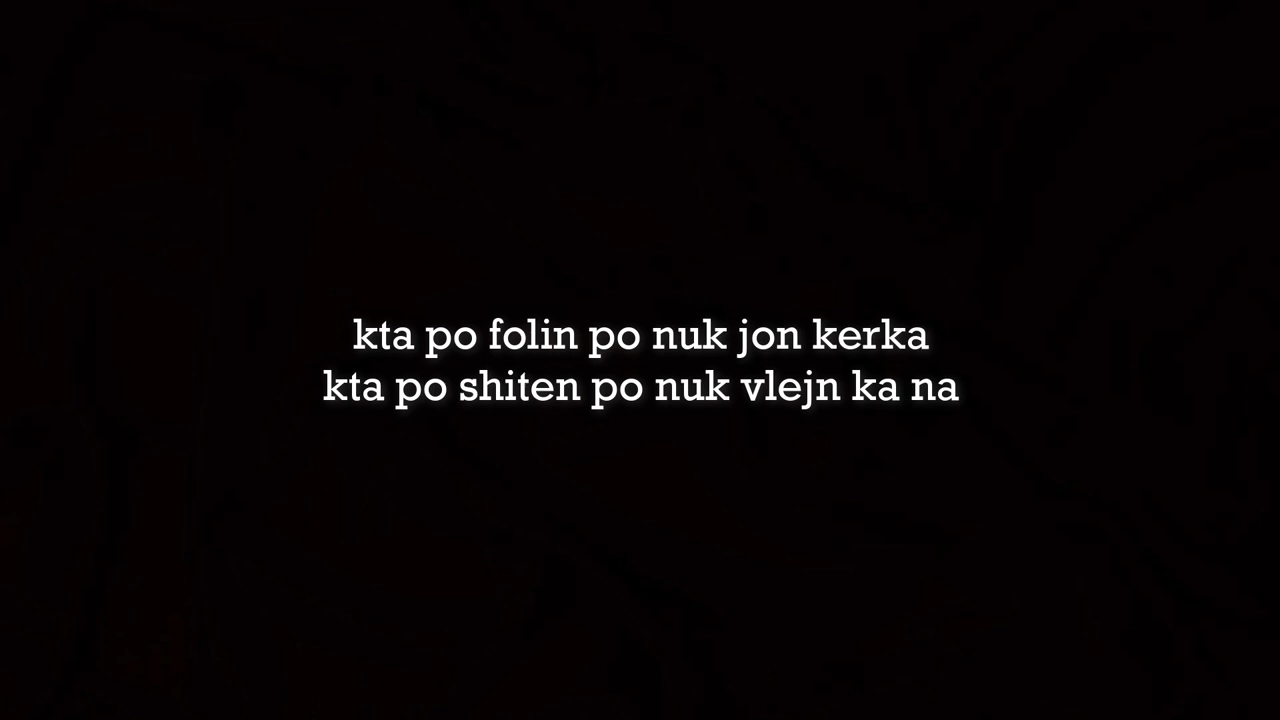 kta po folin po nuk jon kerka
kta po shiten po nuk vlejn ka na